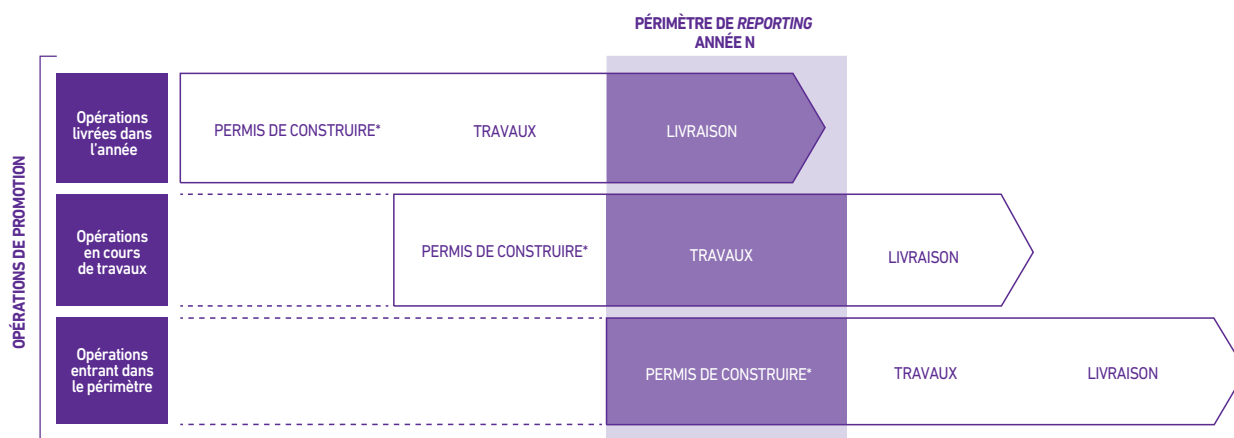 PÉRIMÈTRE DE REPORTING
ANNÉE N
OPÉRATIONS DE PROMOTION
Opérations
livrées dans
l'année
PERMIS DE CONSTRUIRE*
TRAVAUX
LIVRAISON
Opérations
en cours
de travaux
PERMIS DE CONSTRUIRE*
TRAVAUX
LIVRAISON
Opérations
entrant dans
le périmètre
PERMIS DE CONSTRUIRE*
TRAVAUX
LIVRAISON